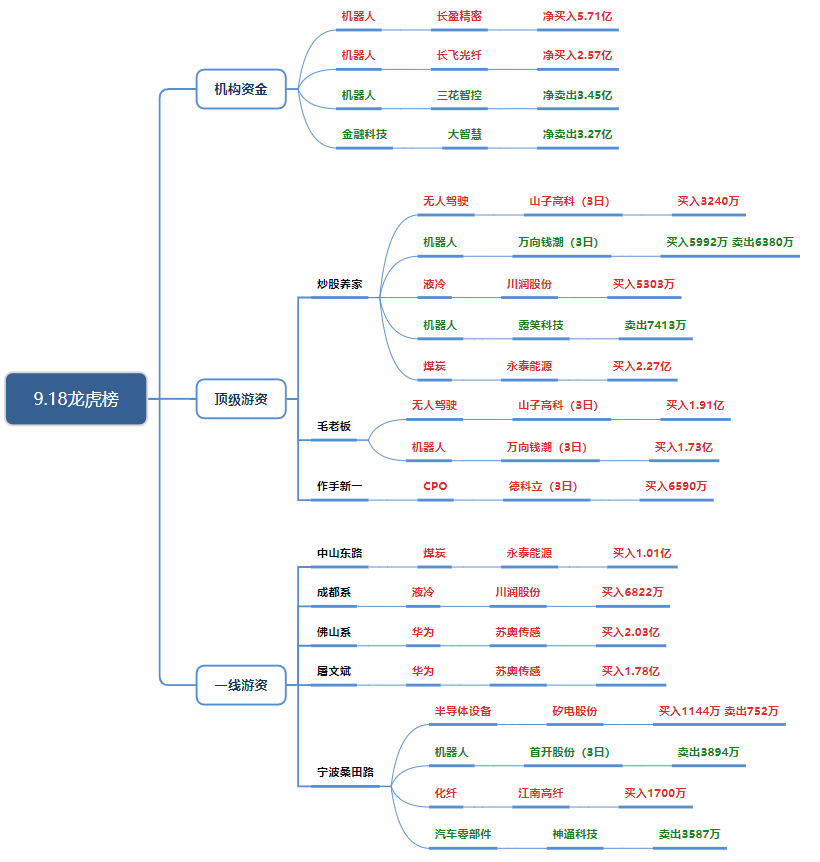 9.18龙虎榜
机构资金
机器人 长盈精密 净买入5.71亿
机器人 长飞光纤 净买入2.57亿
机器人 三花智控 净卖出3.45亿
金融科技 大智慧 净卖出3.27亿
顶级游资
炒股养家
无人驾驶 山子高科（3日） 买入3240万
机器人 万向钱潮（3日） 买入5992万 卖出6380万
液冷 川润股份 买入5303万
机器人 露笑科技 卖出7413万
煤炭 永泰能源 买入2.27亿
毛老板
无人驾驶 山子高科（3日） 买入1.91亿
机器人 万向钱潮（3日） 买入1.73亿
作手新一 CPO 德科立（3日） 买入6590万
一线游资
中山东路 煤炭 永泰能源 买入1.01亿
成都系 液冷 川润股份 买入6822万
佛山系 华为 苏奥传感 买入2.03亿
屠文斌 华为 苏奥传感 买入1.78亿
宁波桑田路
半导体设备 矽电股份 买入1144万 卖出752万
机器人 首开股份（3日） 卖出3894万
化纤 江南高纤 买入1700万
汽车零部件 神通科技 卖出3587万